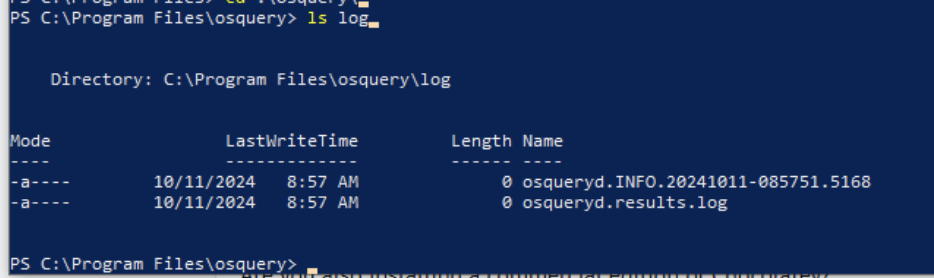 PS C:\Program Files\osquery> ls log
Directory: C:\Program Files\osquery\log
Mode LastWriteTime Length Name
---- ------------- ------ ----
-a---- 10/11/2024 8:57 AM 0 osqueryd.INFO.20241011-085751.5168
-a---- 10/11/2024 8:57 AM 0 osqueryd.results.log
PS C:\Program Files\osquery>